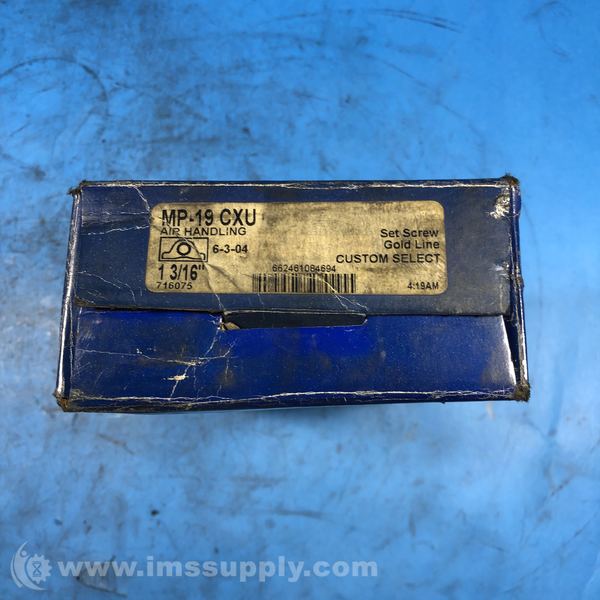 MP-19 CXU
AIR HANDLING
6-3-04
1 3/16"
716075
Set Screw
Gold Line
CUSTOM SELECT
662461084694
4:19AM
www.imssupply.com